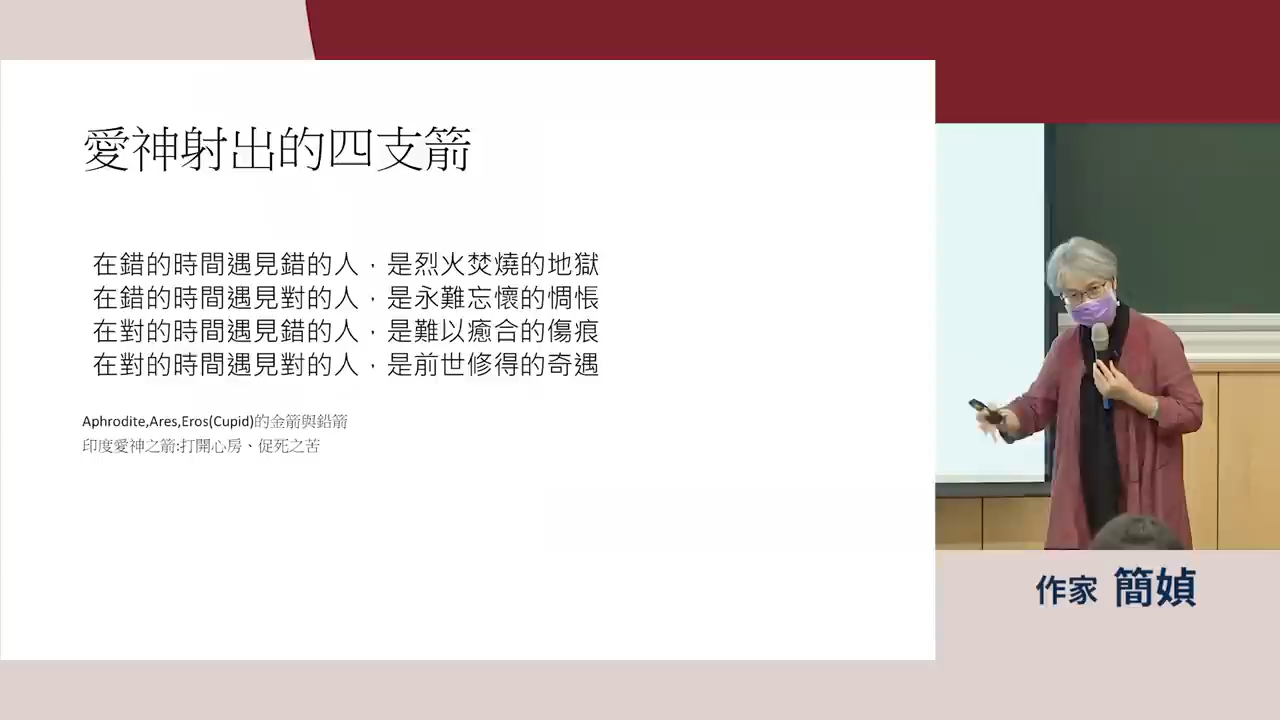 愛神射出的四支箭
在錯的時間遇見錯的人，是烈火焚燒的地獄
在錯的時間遇見對的人，是永難忘懷的惆悵
在對的時間遇見錯的人，是難以癒合的傷痕
在對的時間遇見對的人，是前世修得的奇遇
Aphrodite,Ares,Eros(Cupid)的金箭與鉛箭
印度愛神之箭:打開心房、促死之苦
作家 簡媜